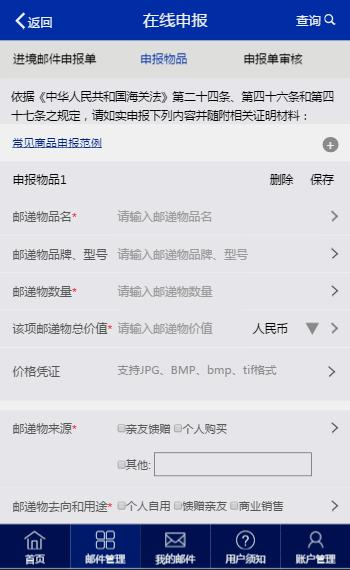 返回 在线申报 查询
进境邮件申报单 申报物品 申报单审核
依据《中华人民共和国海关法》第二十四条、第四十六条和第四
十七条之规定，请如实申报下列内容并随附相关证明材料：
常见商品申报范例
申报物品1 删除 保存
邮递物品名* 请输入邮递物品名
邮递物品牌、型号 请输入邮递物品牌、型号
邮递物数量* 请输入邮递物数量
该项邮递物总价值* 请输入邮递物价值 人民币
价格凭证 支持JPG、BMP、bmp、tif格式
邮递物来源* 亲友馈赠 个人购买
其他:
邮递物去向和用途* 个人自用 馈赠亲友 商业销售
首页 邮件管理 我的邮件 用户须知 账户管理